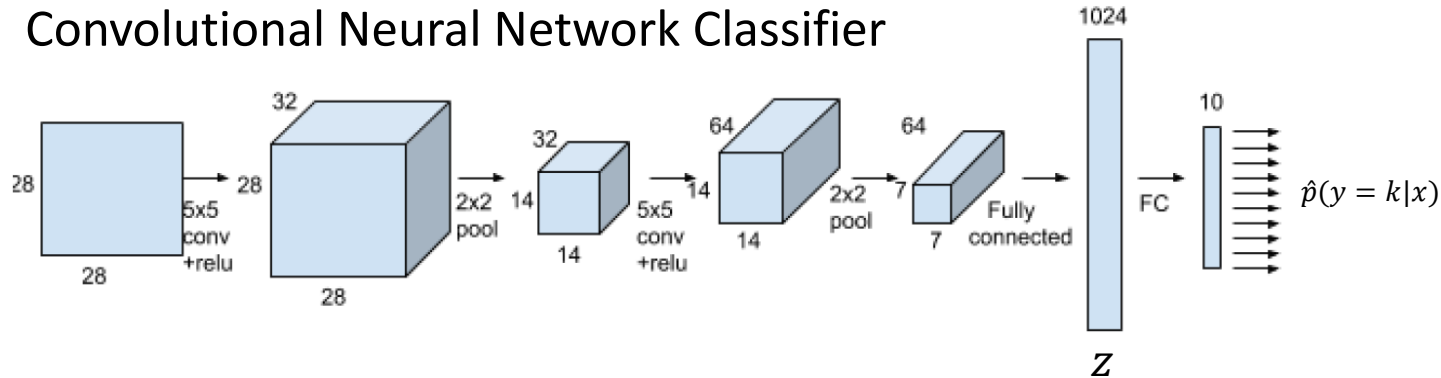 Convolutional Neural Network Classifier
28
28
5x5
conv
+relu
32
28
28
2x2
pool
32
14
14
5x5
conv
+relu
64
14
14
2x2
pool
64
7
7
Fully
connected
1024
z
FC
10
p̂(y = k|x)